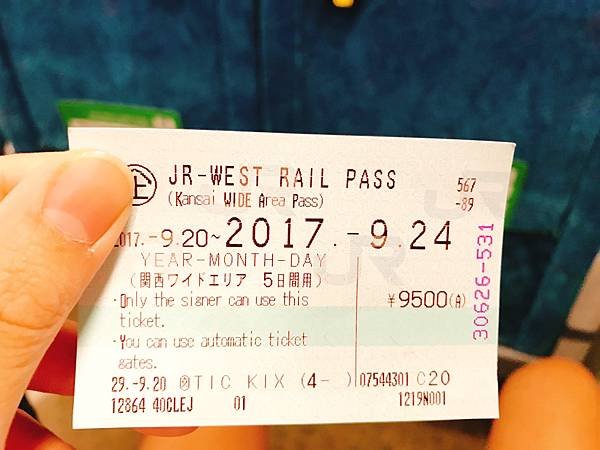 JR-WEST RAIL PASS
(Kansai WIDE Area Pass)
567
-89
2017.-9.20~2017.-9.24
YEAR-MONTH-DAY
(関西ワイドエリア 5日間用)
・Only the signer can use this
ticket.
¥9500(A)
・You can use automatic ticket
gates.
30626-531
29.-9.20 TIC KIX (4- ) 07544301 C20
12864 40CLEJ 01 1219N001